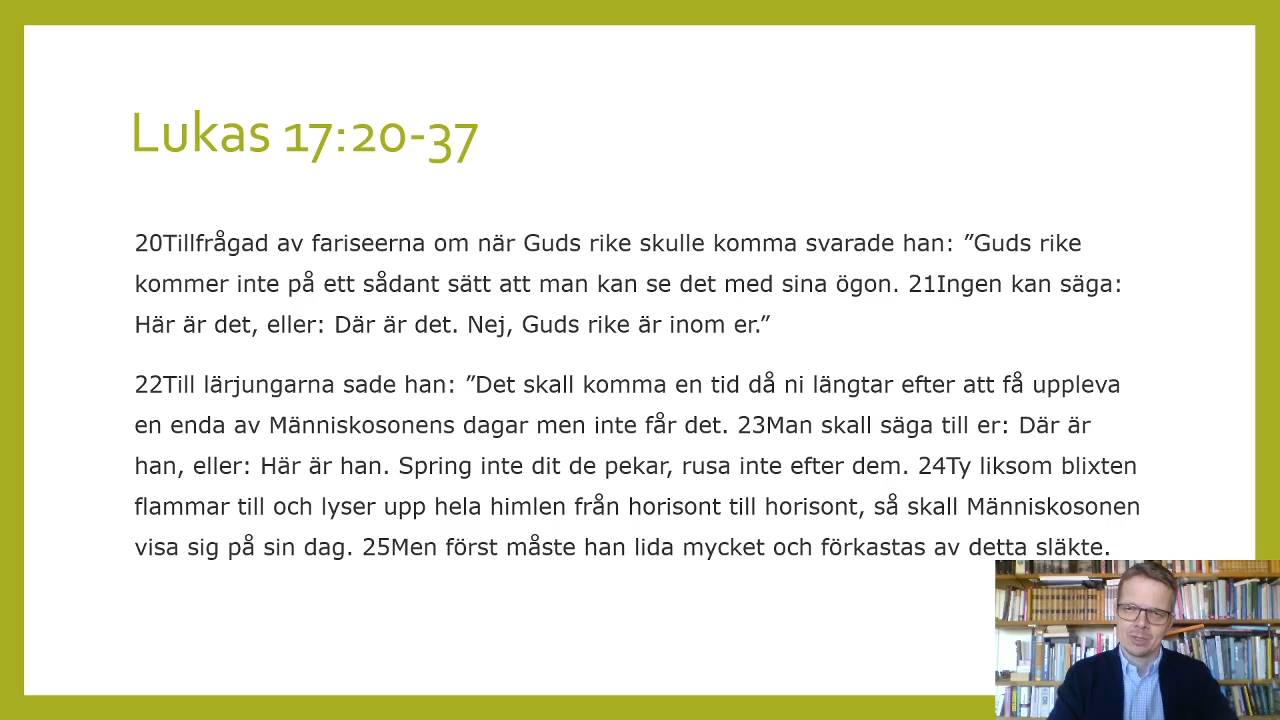 Lukas 17:20-37
20Tillfrågad av fariseerna om när Guds rike skulle komma svarade han: ”Guds rike
kommer inte på ett sådant sätt att man kan se det med sina ögon. 21Ingen kan säga:
Här är det, eller: Där är det. Nej, Guds rike är inom er.”
22Till lärjungarna sade han: ”Det skall komma en tid då ni längtar efter att få uppleva
en enda av Människosonens dagar men inte får det. 23Man skall säga till er: Där är
han, eller: Här är han. Spring inte dit de pekar, rusa inte efter dem. 24Ty liksom blixten
flammar till och lyser upp hela himlen från horisont till horisont, så skall Människosonen
visa sig på sin dag. 25Men först måste han lida mycket och förkastas av detta släkte.